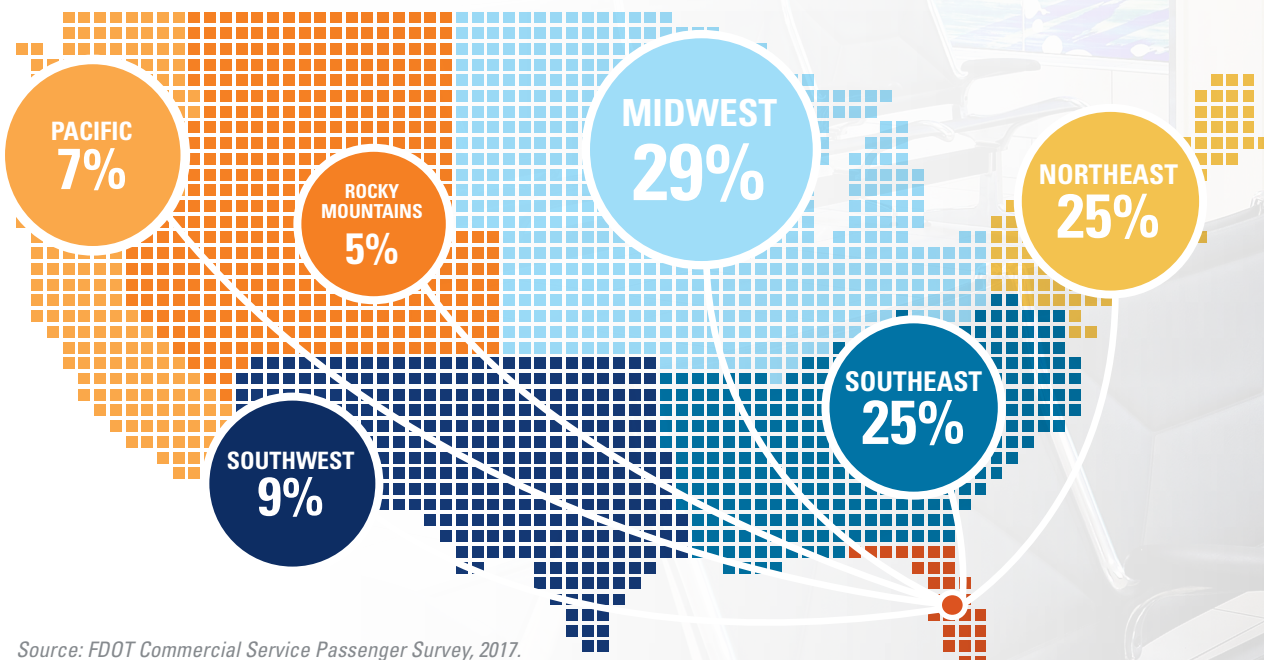 PACIFIC
7%
ROCKY
MOUNTAINS
5%
MIDWEST
29%
NORTHEAST
25%
SOUTHEAST
25%
SOUTHWEST
9%
Source: FDOT Commercial Service Passenger Survey, 2017.